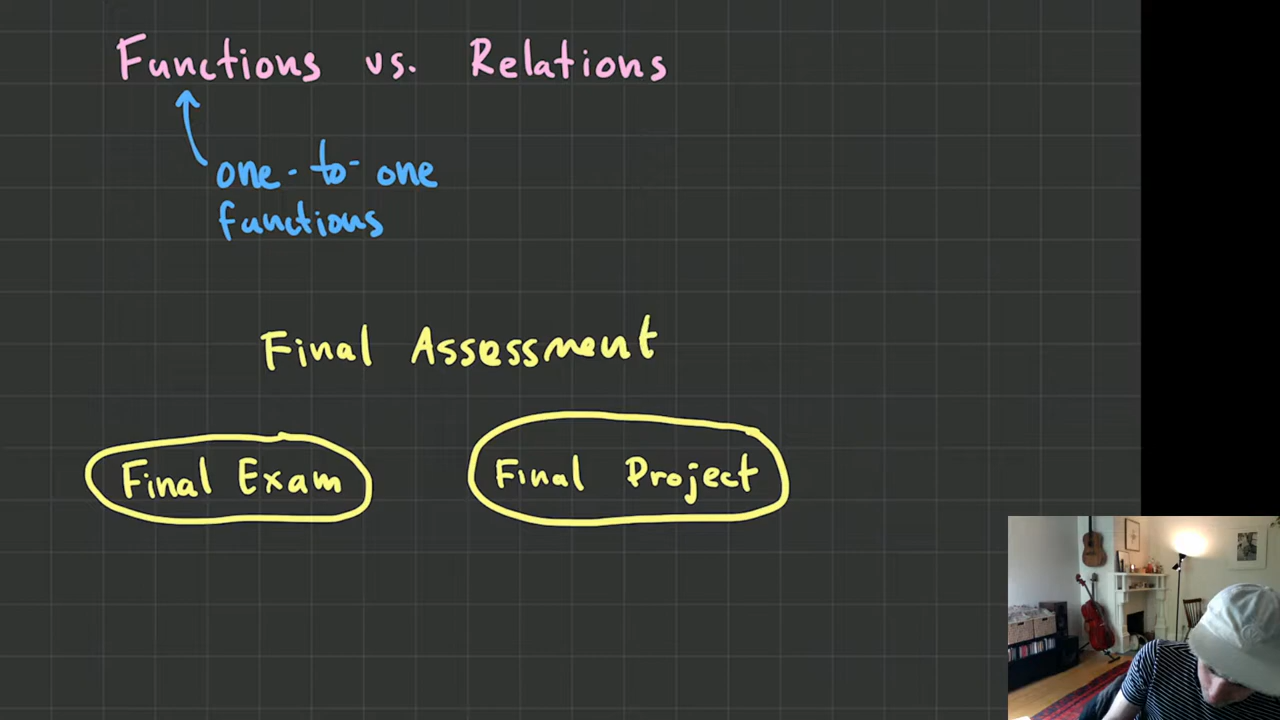 Functions vs. Relations
one-to-one
functions
Final Assessment
Final Exam
Final Project